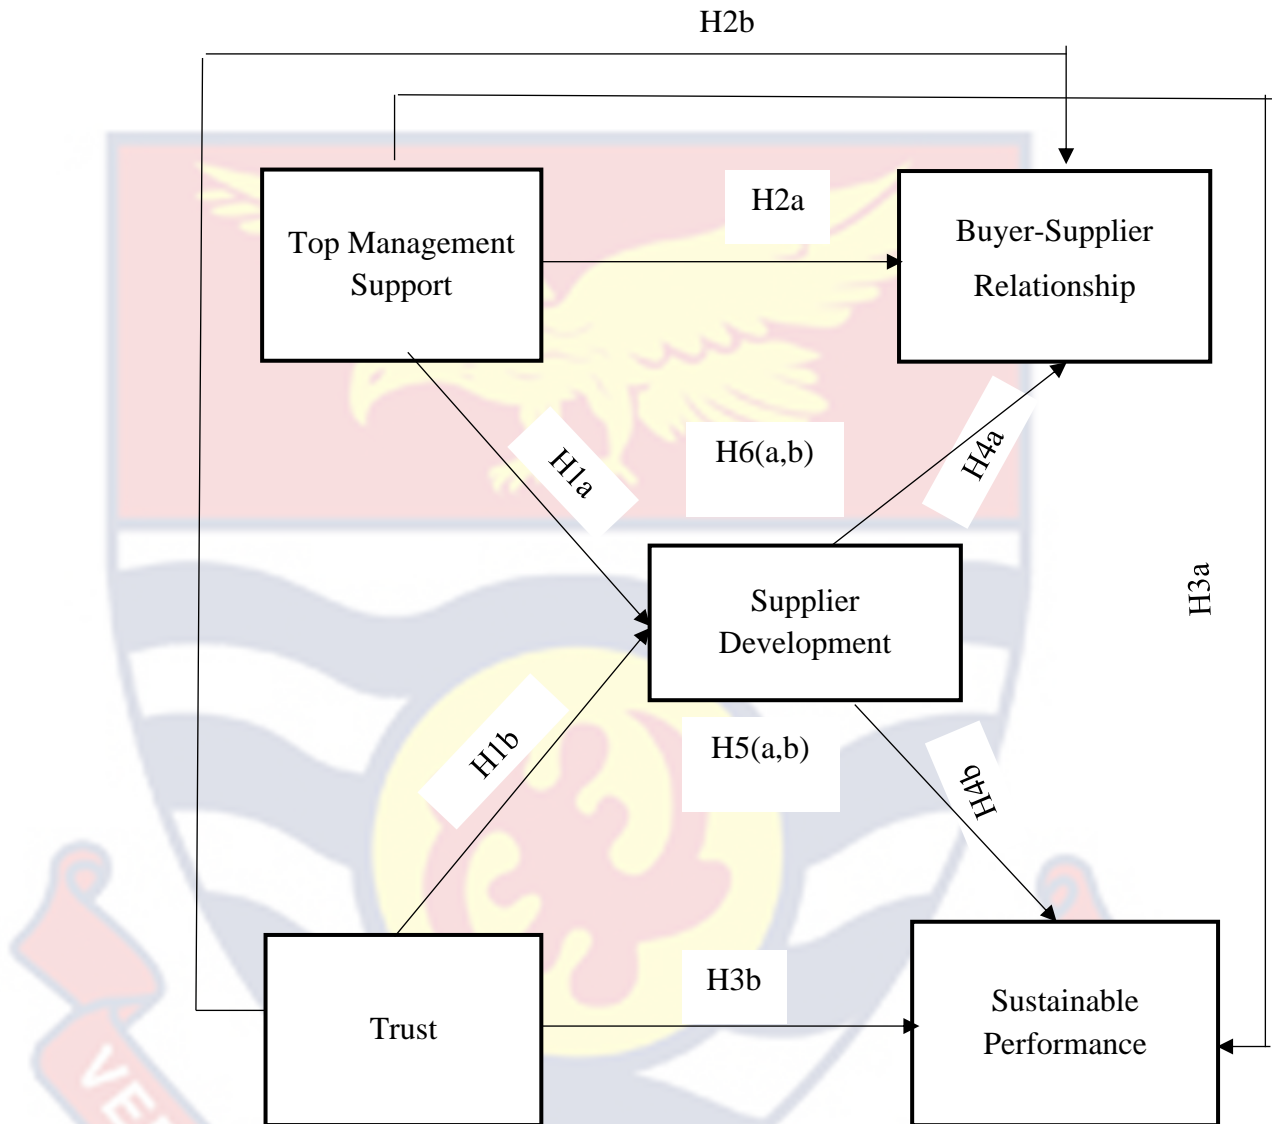 H2b
H2a
Top Management
Support
Buyer-Supplier
Relationship
H1a
H6(a,b)
H4a
H3a
Supplier
Development
H1b
H5(a,b)
H4b
H3b
Trust
Sustainable
Performance